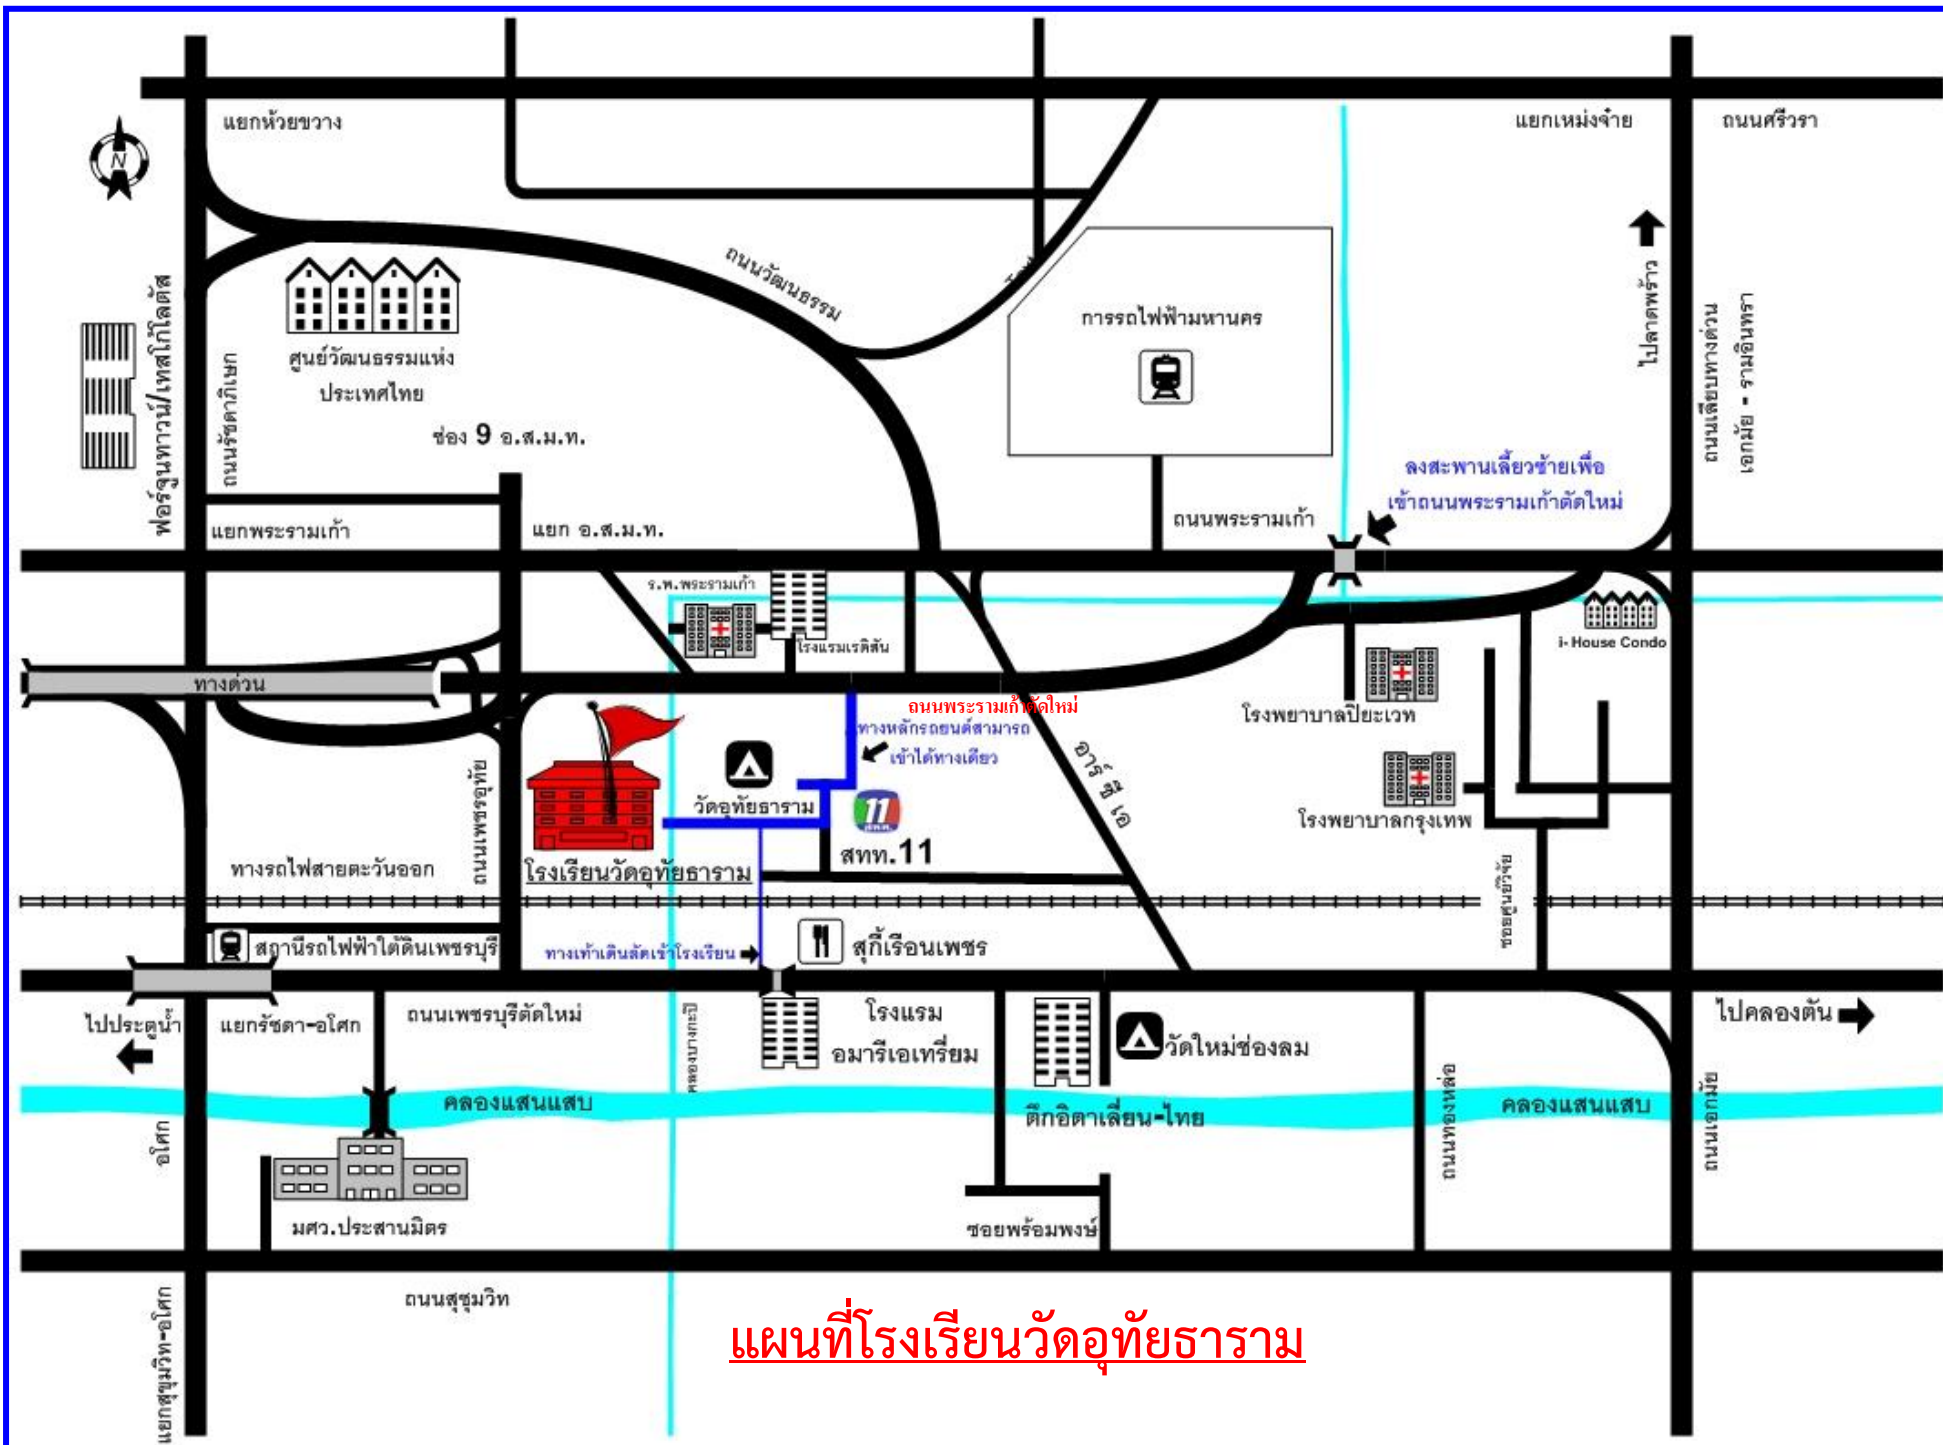 แยกห้วยขวาง
แยกเหม่งจ๋าย
ถนนศรีวรา
N
ถนนวัฒนธรรม
ฟอร์จูนทาวน์/เทสโก้โลตัส
ถนนรัชดาภิเษก
ศูนย์วัฒนธรรมแห่ง
ประเทศไทย
ช่อง 9 อ.ส.ม.ท.
การรถไฟฟ้ามหานคร
ไปลาดพร้าว
ถนนเลียบทางด่วน
เอกมัย - รามอินทรา
ลงสะพานเลี้ยวซ้ายเพื่อ
เข้าถนนพระรามเก้าตัดใหม่
แยกพระรามเก้า
แยก อ.ส.ม.ท.
ถนนพระรามเก้า
ร.พ.พระรามเก้า
โรงแรมเรดิสัน
i-House Condo
ทางด่วน
ถนนพระรามเก้าตัดใหม่
ทางหลักรถยนต์สามารถ
เข้าได้ทางเดียว
โรงพยาบาลปิยะเวท
อาร์ ซี เอ
ถนนเพชรอุทัย
วัดอุทัยธาราม
11
สทท.11
โรงพยาบาลกรุงเทพ
ทางรถไฟสายตะวันออก
โรงเรียนวัดอุทัยธาราม
ซอยศูนย์วิจัย
สถานีรถไฟฟ้าใต้ดินเพชรบุรี
ทางเท้าเดินลัดเข้าโรงเรียน
สุกี้เรือนเพชร
ไปประตูน้ำ
แยกรัชดา-อโศก
ถนนเพชรบุรีตัดใหม่
คลองบางกะปิ
โรงแรม
อมารีเอเทรี่ยม
วัดใหม่ช่องลม
ไปคลองตัน
คลองแสนแสบ
ตึกอิตาเลี่ยน-ไทย
ถนนทองหล่อ
คลองแสนแสบ
ถนนเอกมัย
อโศก
มศว.ประสานมิตร
ซอยพร้อมพงษ์
ถนนสุขุมวิท
แยกสุขุมวิท-อโศก
แผนที่โรงเรียนวัดอุทัยธาราม